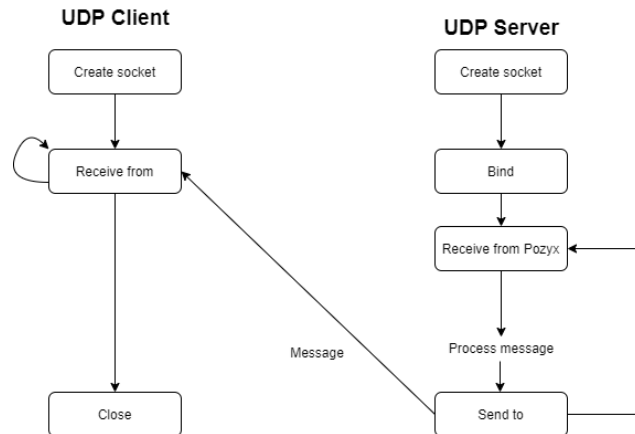 UDP Client
UDP Server
Create socket
Create socket
Receive from
Bind
Receive from Pozyx
Message
Process message
Close
Send to